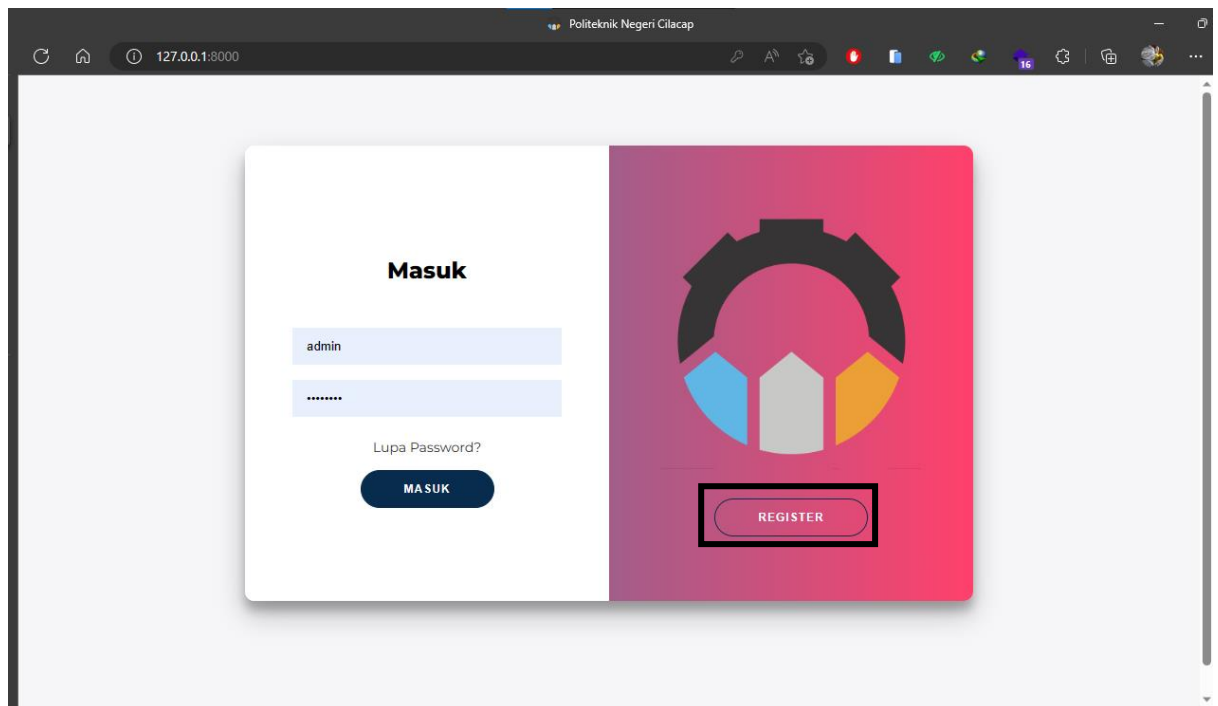 Politeknik Negeri Cilacap
127.0.0.1:8000
16
Masuk
admin
••••••••
Lupa Password?
MASUK
REGISTER